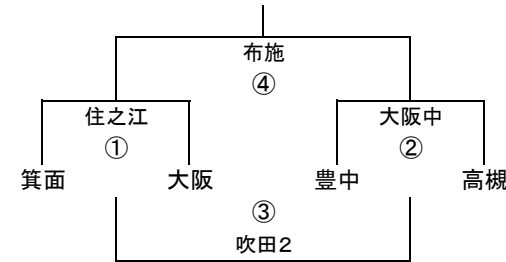 布施
④
住之江 大阪中
① ②
箕面 大阪 豊中 高槻
③
吹田2